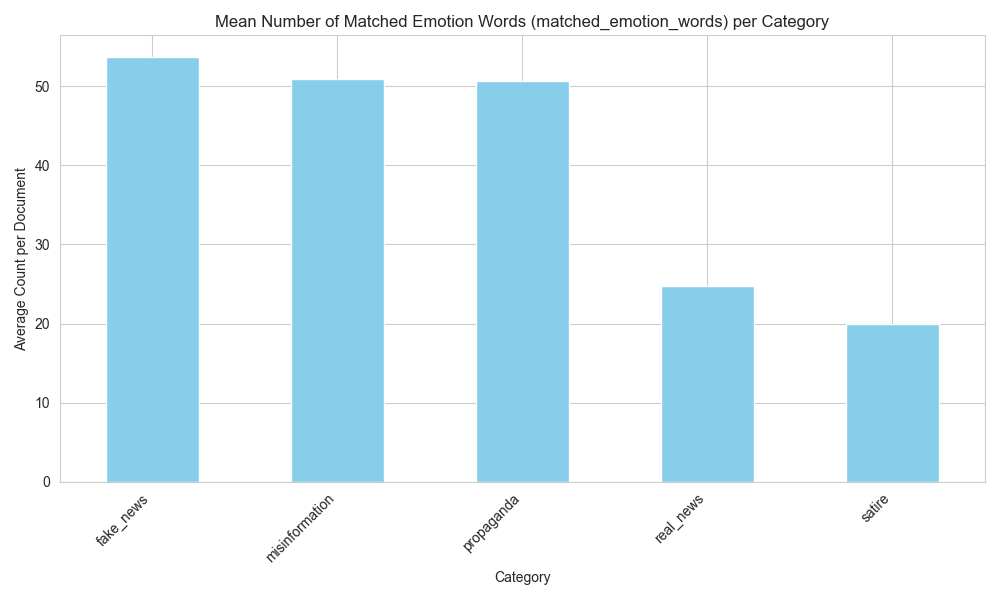 Mean Number of Matched Emotion Words (matched_emotion_words) per Category
Average Count per Document
50
40
30
20
10
0
fake_news
misinformation
propaganda
real_news
satire
Category